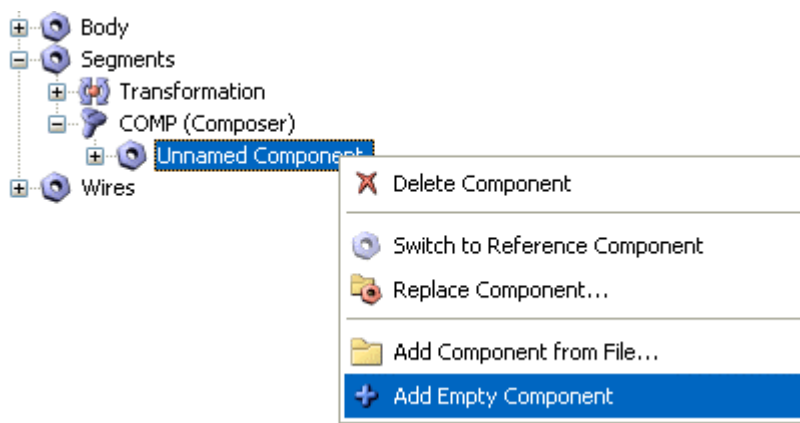 Body
Segments
Transformation
COMP (Composer)
Unnamed Component
Wires
Delete Component
Switch to Reference Component
Replace Component...
Add Component from File...
Add Empty Component